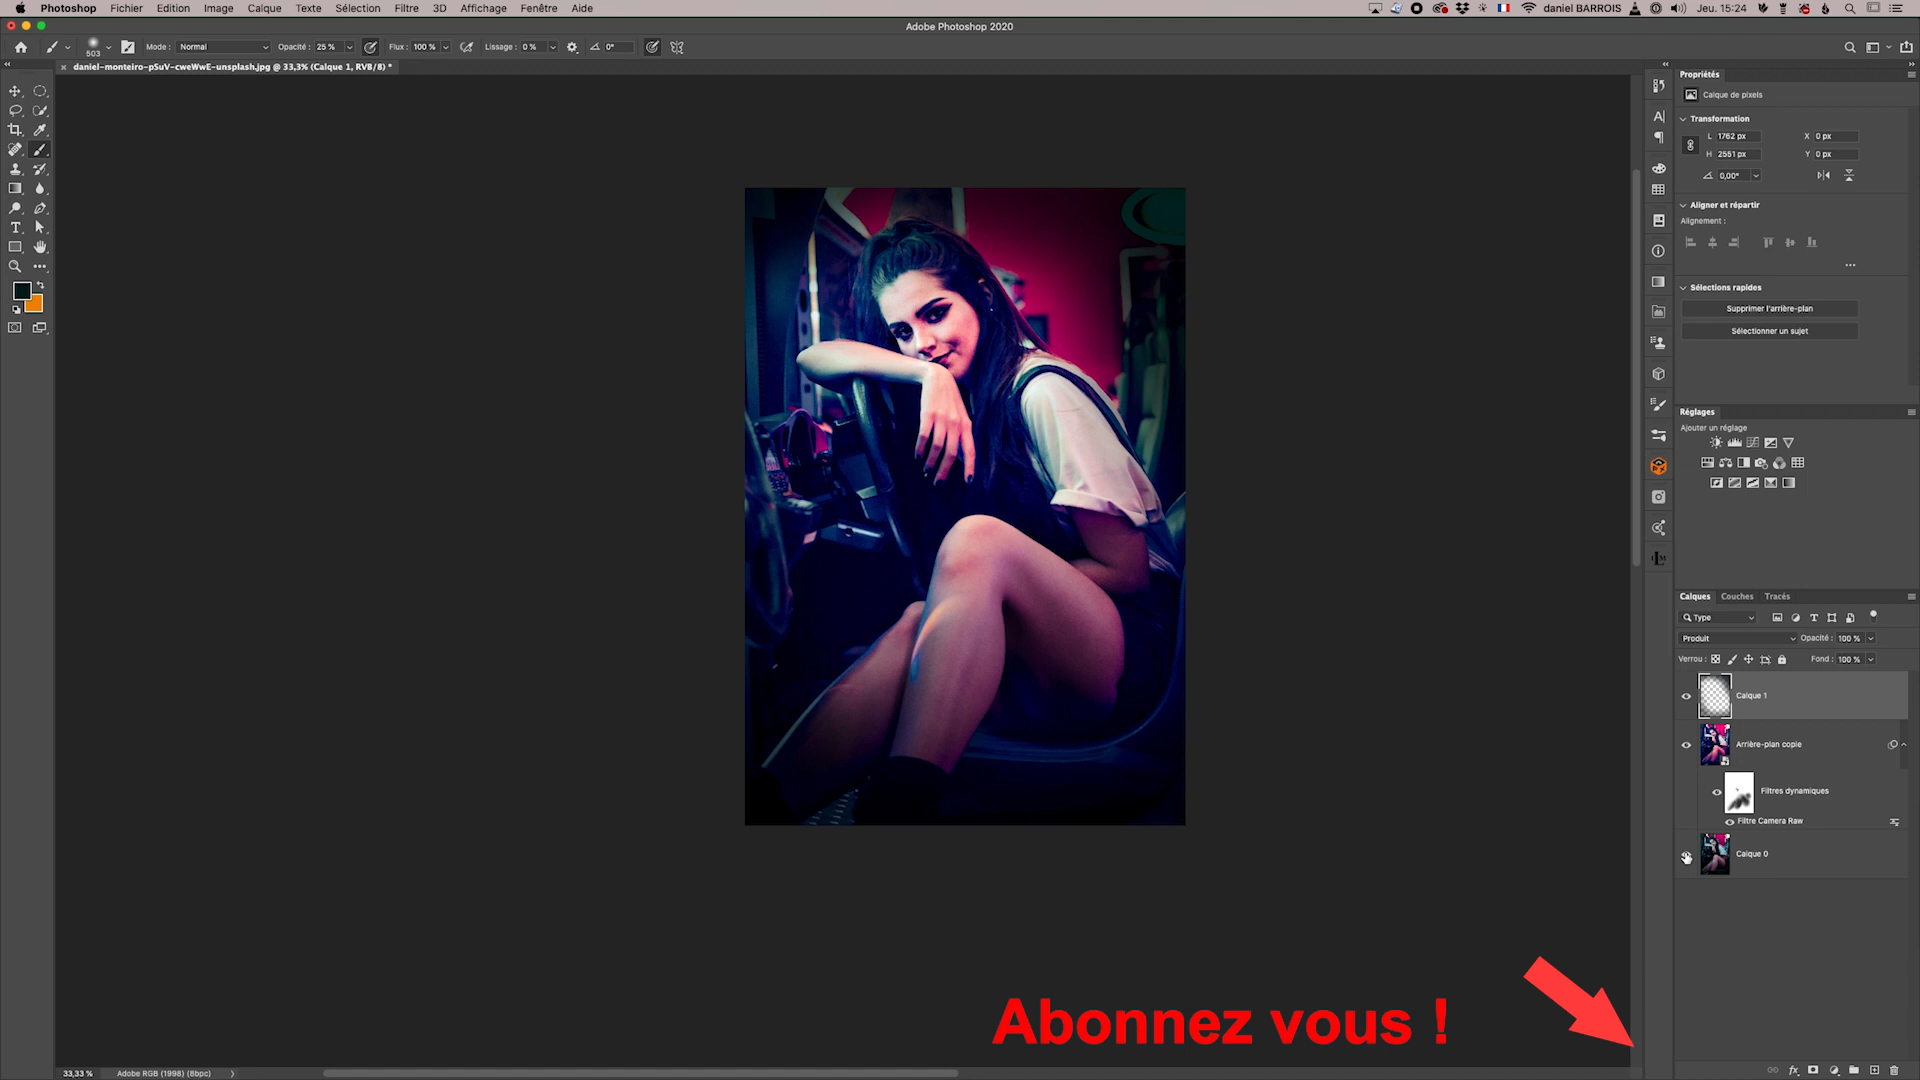 Photoshop Fichier Edition Image Calque Texte Sélection Filtre 3D Affichage Fenêtre Aide daniel BARROIS Jeu. 15:24
Adobe Photoshop 2020
503 Mode : Normal Opacité : 25 % Flux : 100 % Lissage : 0 % 0°
daniel-monteiro-pSuV-cweWwE-unsplash.jpg @ 33,3% (Calque 1, RVB/8) *
Propriétés
Calque de pixels
Transformation
L 1762 px X 0 px
H 2551 px Y 0 px
0,00°
Aligner et répartir
Alignement :
Sélections rapides
Supprimer l'arrière-plan
Sélectionner un sujet
Réglages
Ajouter un réglage
Calques Couches Tracés
Type
Produit Opacité : 100 %
Verrou : Fond : 100 %
Calque 1
Arrière-plan copie
Filtres dynamiques
Filtre Camera Raw
Calque 0
Abonnez vous !
33,33 % Adobe RGB (1998) (8bpc)